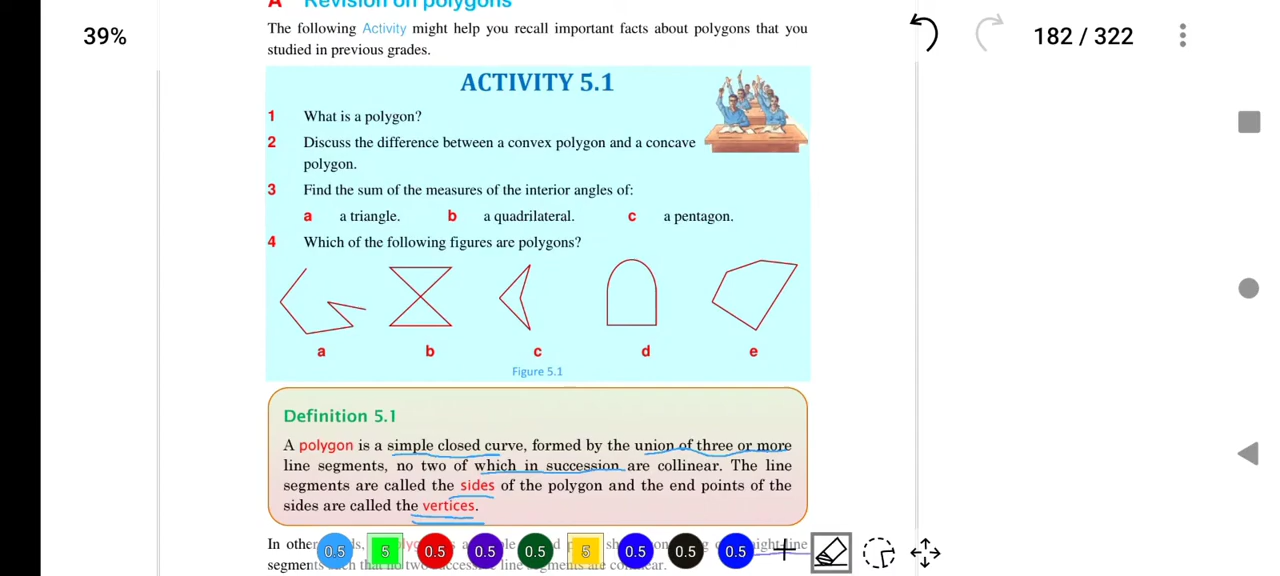 39%
182 / 322
A Revision on polygons
The following Activity might help you recall important facts about polygons that you
studied in previous grades.
ACTIVITY 5.1
1 What is a polygon?
2 Discuss the difference between a convex polygon and a concave
polygon.
3 Find the sum of the measures of the interior angles of:
a a triangle. b a quadrilateral. c a pentagon.
4 Which of the following figures are polygons?
a b c d e
Figure 5.1
Definition 5.1
A polygon is a simple closed curve, formed by the union of three or more
line segments, no two of which in succession are collinear. The line
segments are called the sides of the polygon and the end points of the
sides are called the vertices.
In other
0.5 5 0.5 0.5 0.5 5 0.5 0.5 0.5
line segments are collinear.